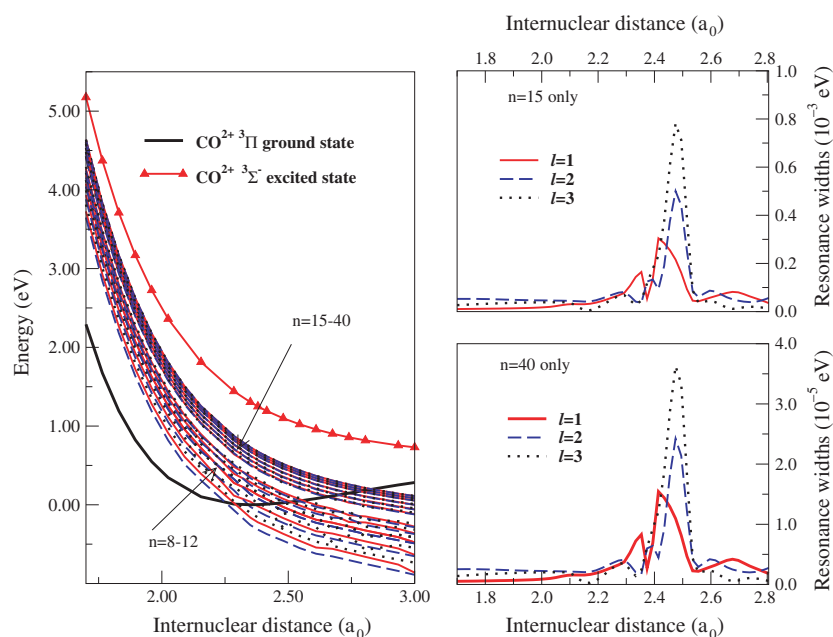 Internuclear distance (a0)
1.8 2.0 2.2 2.4 2.6 2.8
5.00
4.00
3.00
2.00
1.00
0.00
Energy (eV)
CO2+ 3Π ground state
CO2+ 3Σ- excited state
n=15-40
n=8-12
2.00 2.50 3.00
Internuclear distance (a0)
n=15 only
l=1
l=2
l=3
1.0
0.8
0.6
0.4
0.2
0.0
Resonance widths (10-3 eV)
n=40 only
l=1
l=2
l=3
4.0
3.0
1.5
1.0
0.0
Resonance widths (10-5 eV)
1.8 2.0 2.2 2.4 2.6 2.8
Internuclear distance (a0)